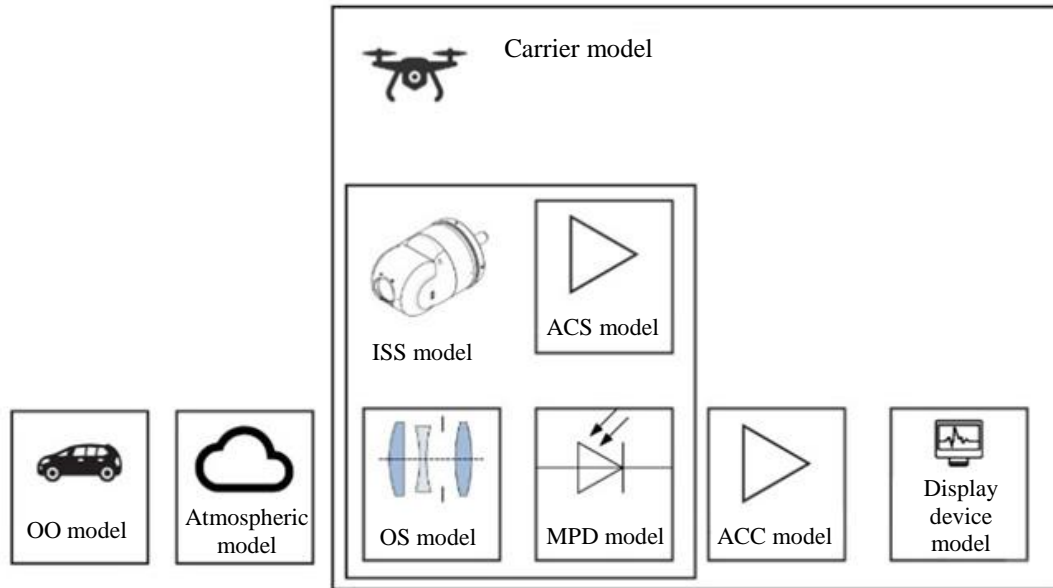 Carrier model
ACS model
ISS model
OO model
Atmospheric
model
OS model
MPD model
ACC model
Display
device
model